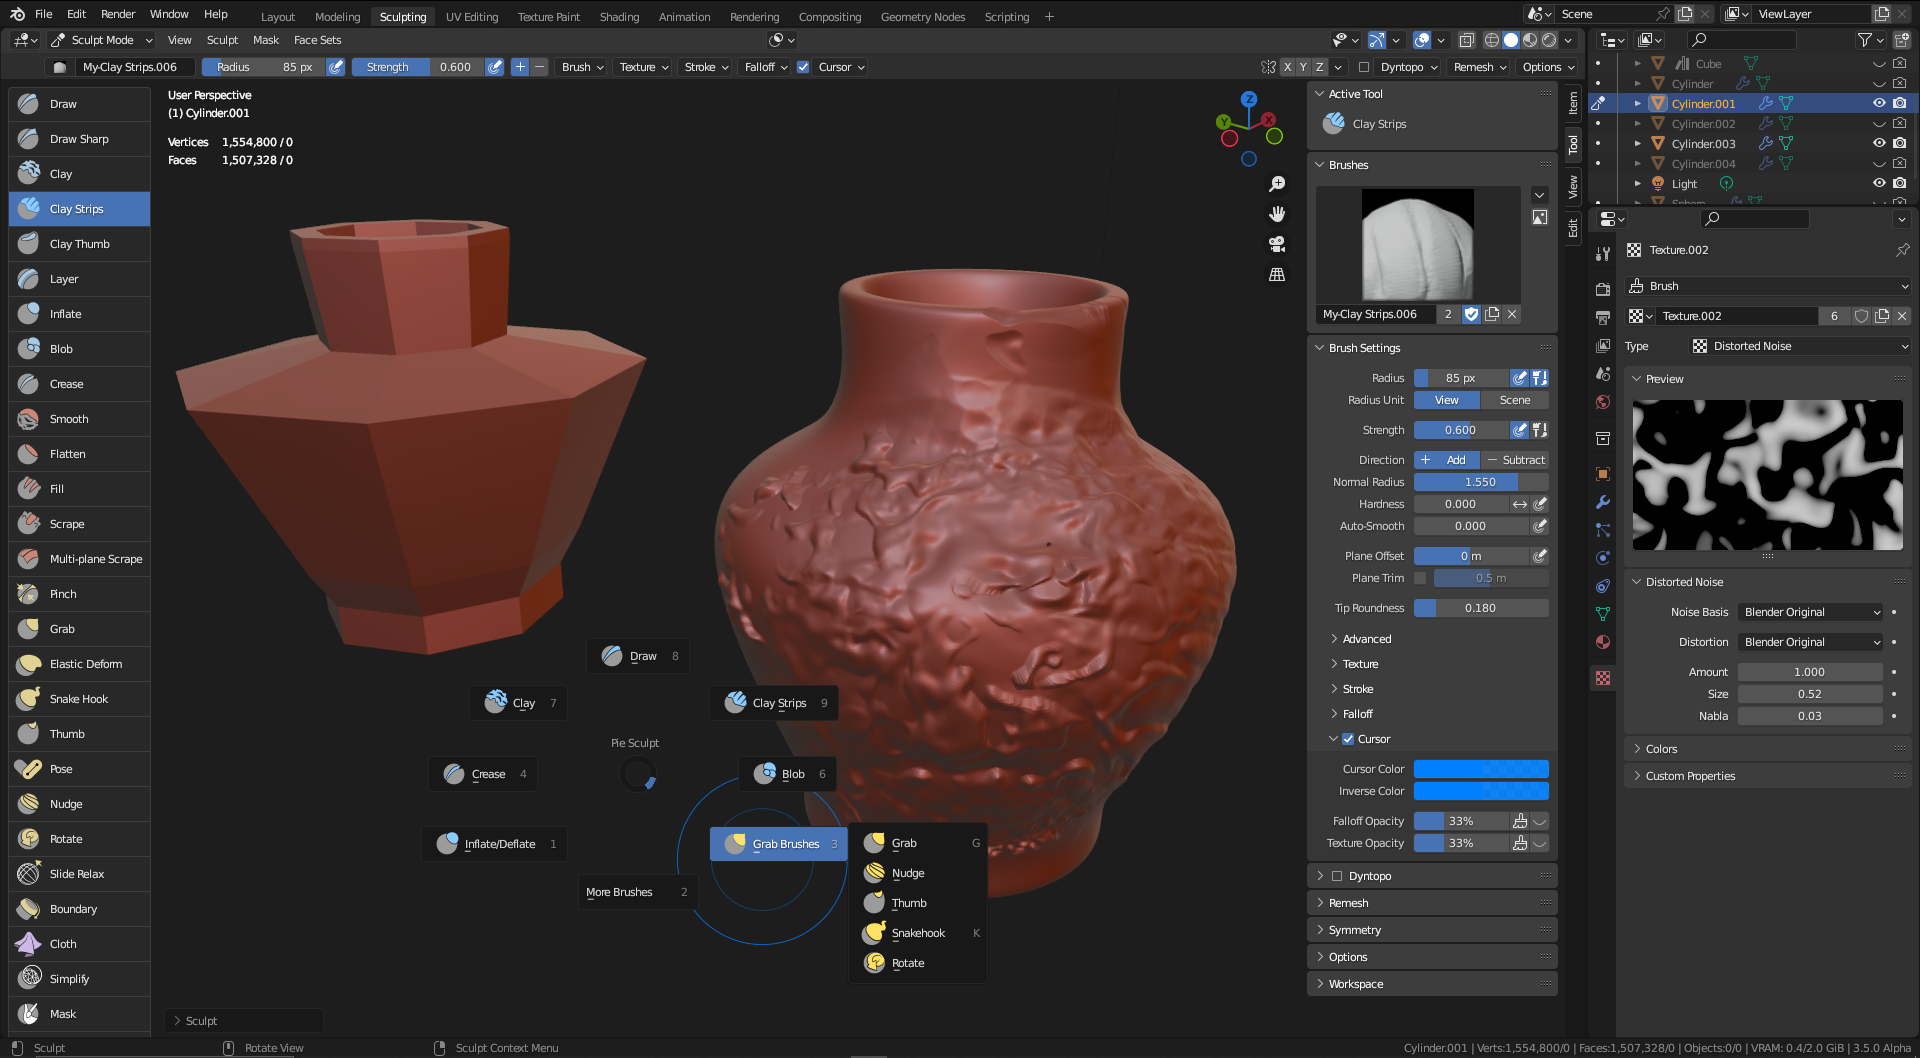 File Edit Render Window Help Layout Modeling Sculpting UV Editing Texture Paint Shading Animation Rendering Compositing Geometry Nodes Scripting + Scene ViewLayer
Sculpt Mode View Sculpt Mask Face Sets
My-Clay Strips.006 Radius 85 px Strength 0.600 Brush Texture Stroke Falloff Cursor X Y Z Dyntopo Remesh Options
Draw
Draw Sharp
Clay
Clay Strips
Clay Thumb
Layer
Inflate
Blob
Crease
Smooth
Flatten
Fill
Scrape
Multi-plane Scrape
Pinch
Grab
Elastic Deform
Snake Hook
Thumb
Pose
Nudge
Rotate
Slide Relax
Boundary
Cloth
Simplify
Mask
User Perspective
(1) Cylinder.001
Vertices 1,554,800 / 0
Faces 1,507,328 / 0
Z
Y X
Draw 8
Clay 7
Clay Strips 9
Pie Sculpt
Crease 4
Blob 6
Inflate/Deflate 1
Grab Brushes 3
More Brushes 2
Grab G
Nudge
Thumb
Snakehook K
Rotate
Sculpt
Active Tool
Clay Strips
Brushes
My-Clay Strips.006 2
Brush Settings
Radius 85 px
Radius Unit View Scene
Strength 0.600
Direction + Add − Subtract
Normal Radius 1.550
Hardness 0.000
Auto-Smooth 0.000
Plane Offset 0 m
Plane Trim 0.5 m
Tip Roundness 0.180
Advanced
Texture
Stroke
Falloff
Cursor
Cursor Color
Inverse Color
Falloff Opacity 33%
Texture Opacity 33%
Dyntopo
Remesh
Symmetry
Options
Workspace
Item
Tool
View
Edit
Cube
Cylinder
Cylinder.001
Cylinder.002
Cylinder.003
Cylinder.004
Light
Sphere
Texture.002
Brush
Texture.002 6
Type Distorted Noise
Preview
Distorted Noise
Noise Basis Blender Original
Distortion Blender Original
Amount 1.000
Size 0.52
Nabla 0.03
Colors
Custom Properties
Sculpt Rotate View Sculpt Context Menu Cylinder.001 | Verts:1,554,800/0 | Faces:1,507,328/0 | Objects:0/0 | VRAM: 0.4/2.0 GiB | 3.5.0 Alpha